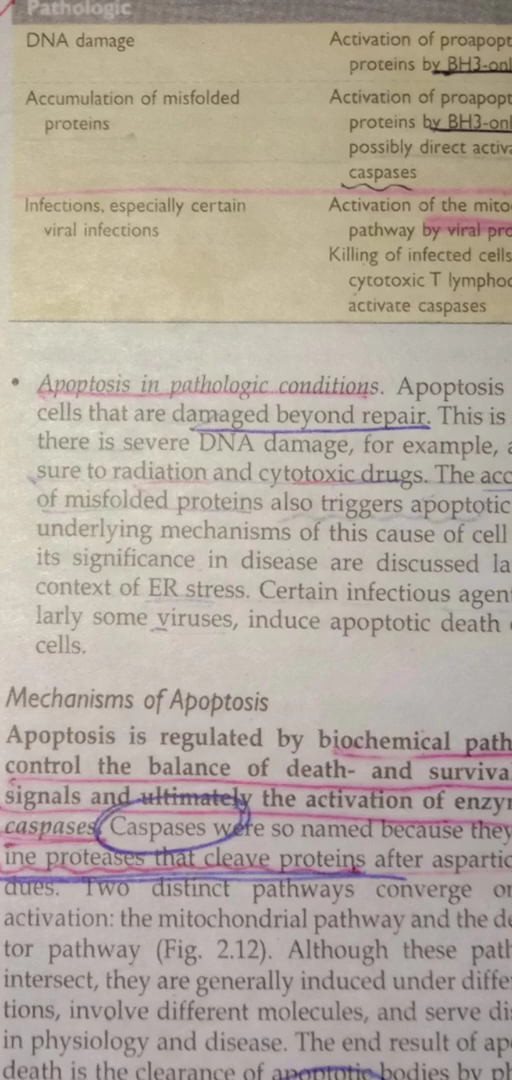 Pathologic
DNA damage
Activation of proapopt
proteins by BH3-onl
Accumulation of misfolded
proteins
Activation of proapopt
proteins by BH3-onl
possibly direct activa
caspases
Infections, especially certain
viral infections
Activation of the mito
pathway by viral pro
Killing of infected cells
cytotoxic T lymphoc
activate caspases
• Apoptosis in pathologic conditions. Apoptosis
cells that are damaged beyond repair. This is
there is severe DNA damage, for example, a
sure to radiation and cytotoxic drugs. The acc
of misfolded proteins also triggers apoptotic
underlying mechanisms of this cause of cell
its significance in disease are discussed la
context of ER stress. Certain infectious agen
larly some viruses, induce apoptotic death
cells.
Mechanisms of Apoptosis
Apoptosis is regulated by biochemical path
control the balance of death- and surviva
signals and ultimately the activation of enzy
caspases. Caspases were so named because they
ine proteases that cleave proteins after aspartic
dues. Two distinct pathways converge on
activation: the mitochondrial pathway and the de
tor pathway (Fig. 2.12). Although these path
intersect, they are generally induced under diffe
tions, involve different molecules, and serve di
in physiology and disease. The end result of ap
death is the clearance of apoptotic bodies by ph